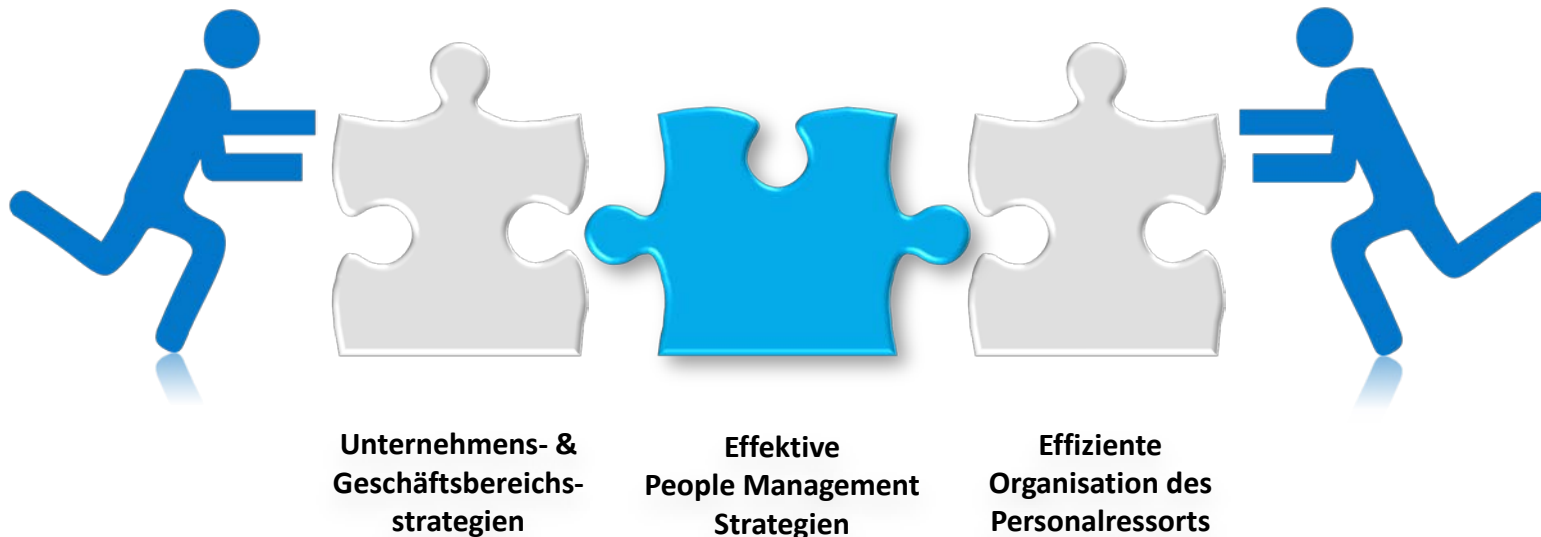 Unternehmens- &
Geschäftsbereichs-
strategien
Effektive
People Management
Strategien
Effiziente
Organisation des
Personalressorts